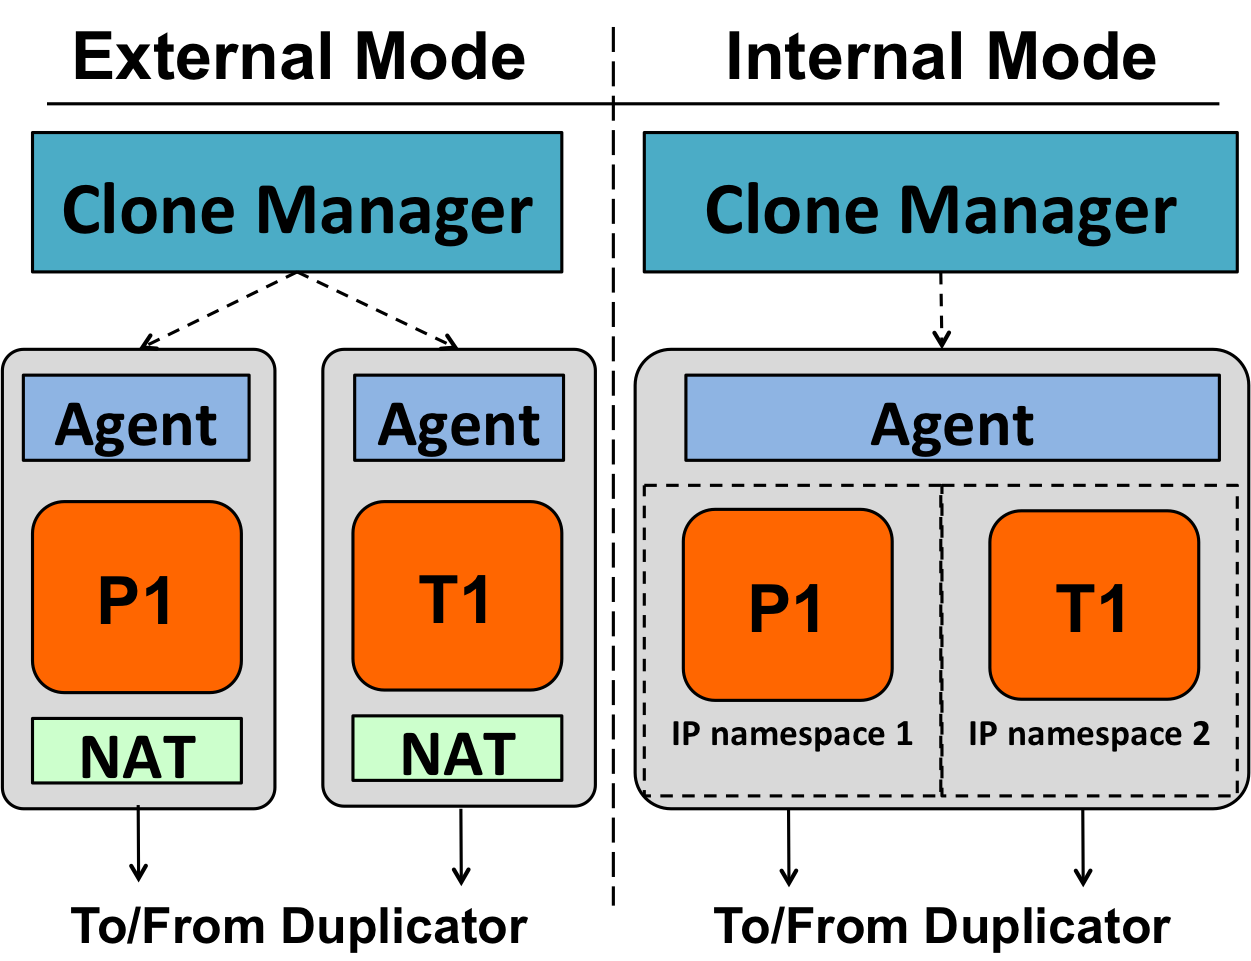 External Mode
Internal Mode
Clone Manager
Clone Manager
Agent
Agent
Agent
P1
T1
P1
T1
NAT
NAT
IP namespace 1
IP namespace 2
To/From Duplicator
To/From Duplicator